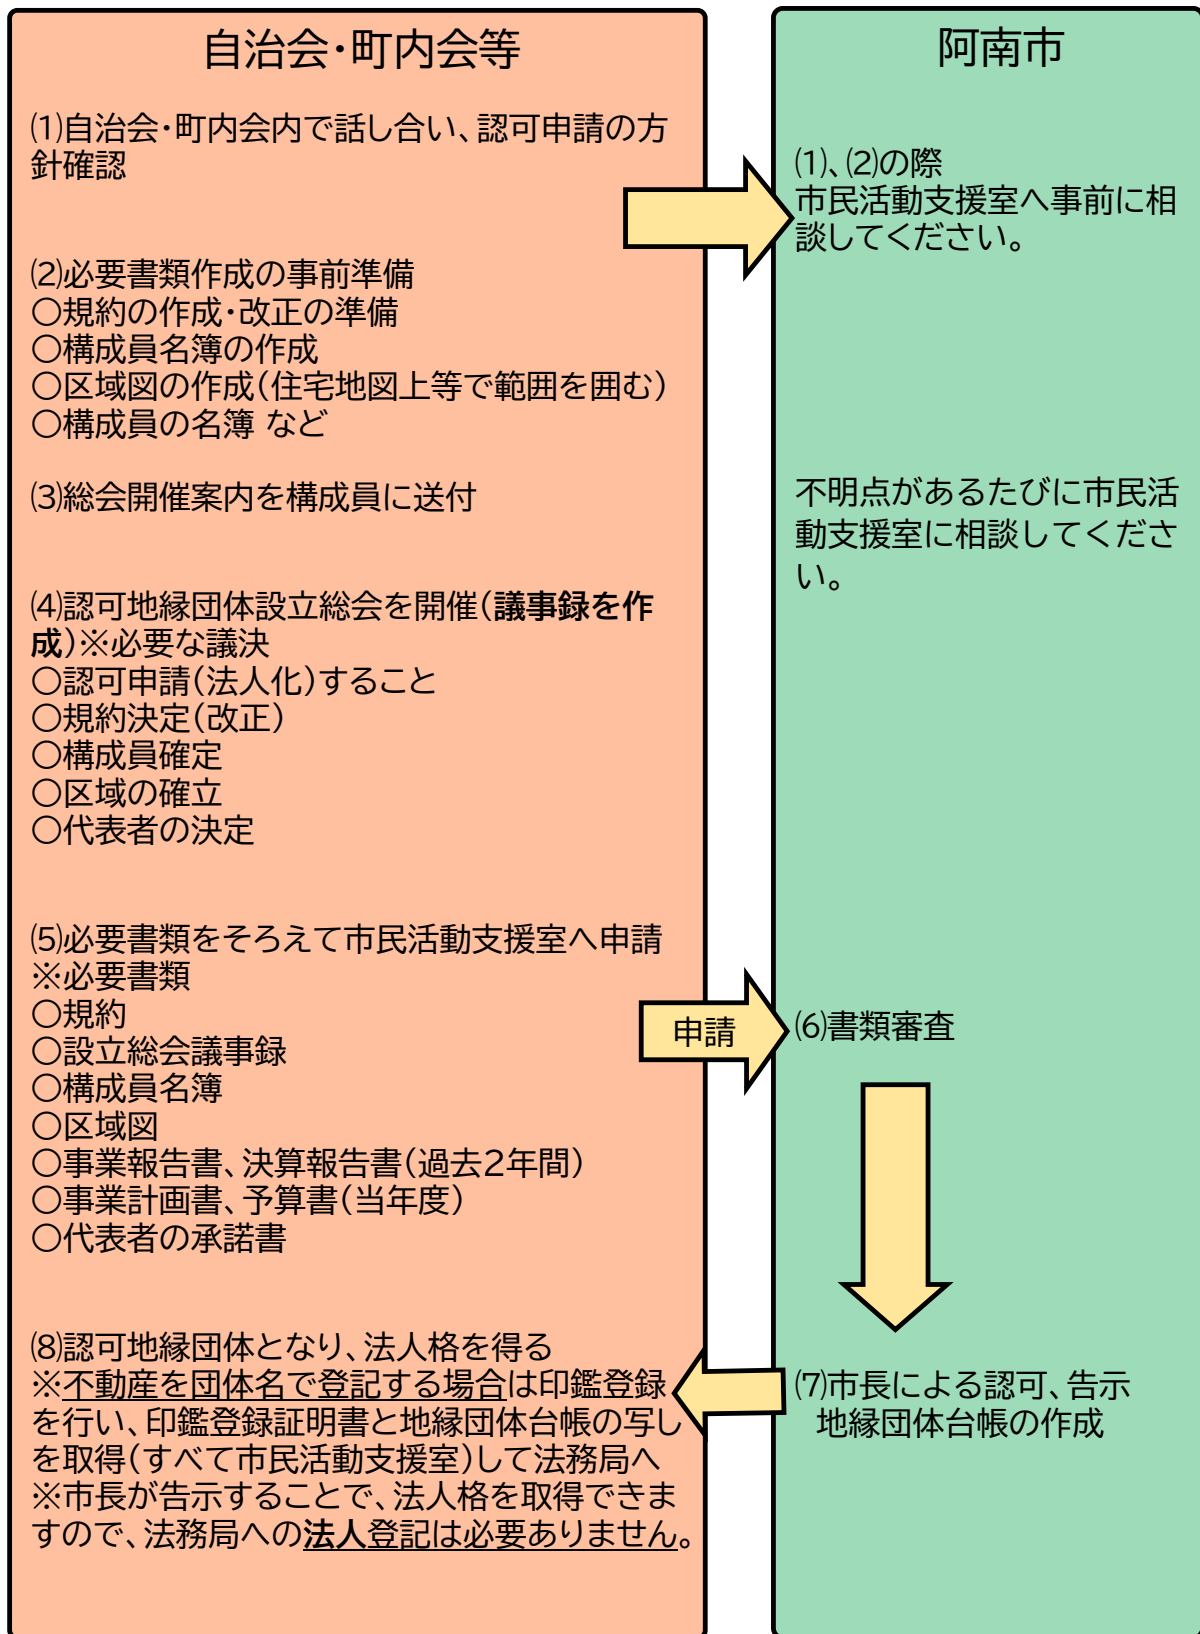 自治会・町内会等
⑴自治会・町内会内で話し合い、認可申請の方
針確認
⑵必要書類作成の事前準備
○規約の作成・改正の準備
○構成員名簿の作成
○区域図の作成(住宅地図上等で範囲を囲む)
○構成員の名簿 など
⑶総会開催案内を構成員に送付
⑷認可地縁団体設立総会を開催(議事録を作
成)※必要な議決
○認可申請(法人化)すること
○規約決定(改正)
○構成員確定
○区域の確立
○代表者の決定
⑸必要書類をそろえて市民活動支援室へ申請
※必要書類
○規約
○設立総会議事録
○構成員名簿
○区域図
○事業報告書、決算報告書(過去2年間)
○事業計画書、予算書(当年度)
○代表者の承諾書
⑻認可地縁団体となり、法人格を得る
※不動産を団体名で登記する場合は印鑑登録
を行い、印鑑登録証明書と地縁団体台帳の写し
を取得(すべて市民活動支援室)して法務局へ
※市長が告示することで、法人格を取得できま
すので、法務局への法人登記は必要ありません。
申請
阿南市
⑴、⑵の際
市民活動支援室へ事前に相
談してください。
不明点があるたびに市民活
動支援室に相談してくださ
い。
⑹書類審査
⑺市長による認可、告示
地縁団体台帳の作成